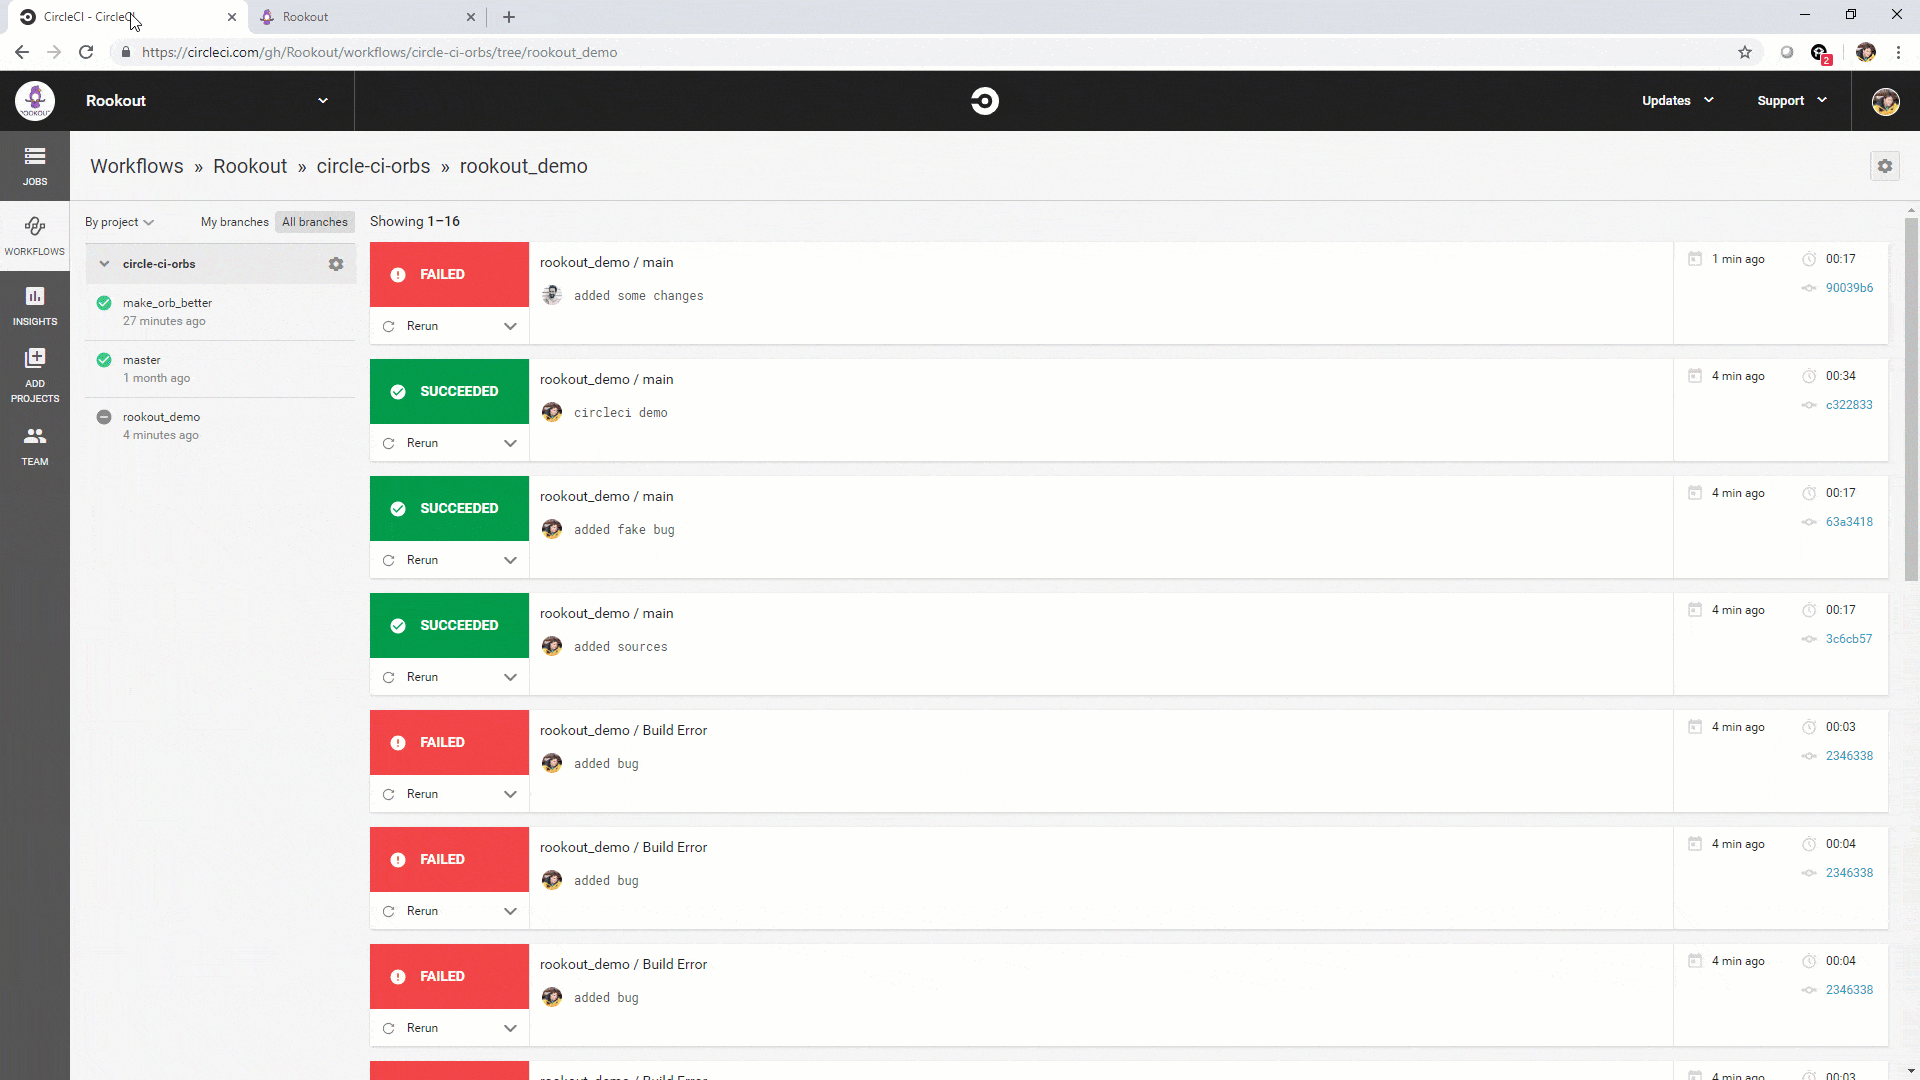 CircleCI - CircleCI
Rookout
https://circleci.com/gh/Rookout/workflows/circle-ci-orbs/tree/rookout_demo
2
Rookout
Updates
Support
JOBS
WORKFLOWS
INSIGHTS
ADD
PROJECTS
TEAM
Workflows » Rookout » circle-ci-orbs » rookout_demo
By project
My branches
All branches
circle-ci-orbs
make_orb_better
27 minutes ago
master
1 month ago
rookout_demo
4 minutes ago
Showing 1–16
FAILED
Rerun
rookout_demo / main
added some changes
1 min ago
00:17
90039b6
SUCCEEDED
Rerun
rookout_demo / main
circleci demo
4 min ago
00:34
c322833
SUCCEEDED
Rerun
rookout_demo / main
added fake bug
4 min ago
00:17
63a3418
SUCCEEDED
Rerun
rookout_demo / main
added sources
4 min ago
00:17
3c6cb57
FAILED
Rerun
rookout_demo / Build Error
added bug
4 min ago
00:03
2346338
FAILED
Rerun
rookout_demo / Build Error
added bug
4 min ago
00:04
2346338
FAILED
Rerun
rookout_demo / Build Error
added bug
4 min ago
00:04
2346338
rookout_demo / Build Error
4 min ago
00:03